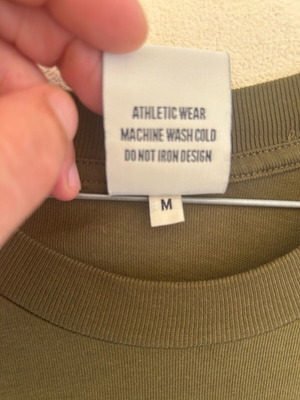 ATHLETIC WEAR
MACHINE WASH COLD
DO NOT IRON DESIGN
M